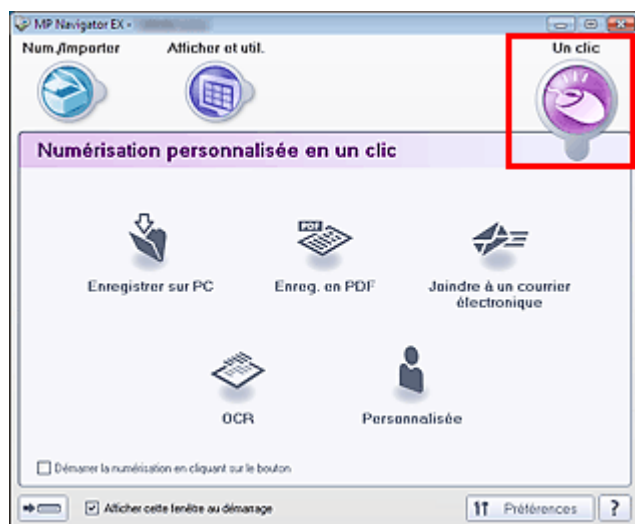 MP Navigator EX -
Num./Importer
Afficher et util.
Un clic
Numérisation personnalisée en un clic
Enregistrer sur PC
PDF
Enreg. en PDF
Joindre à un courrier
électronique
OCR
Personnalisée
Démarrer la numérisation en cliquant sur le bouton
Afficher cette fenêtre au démarrage
Préférences
?